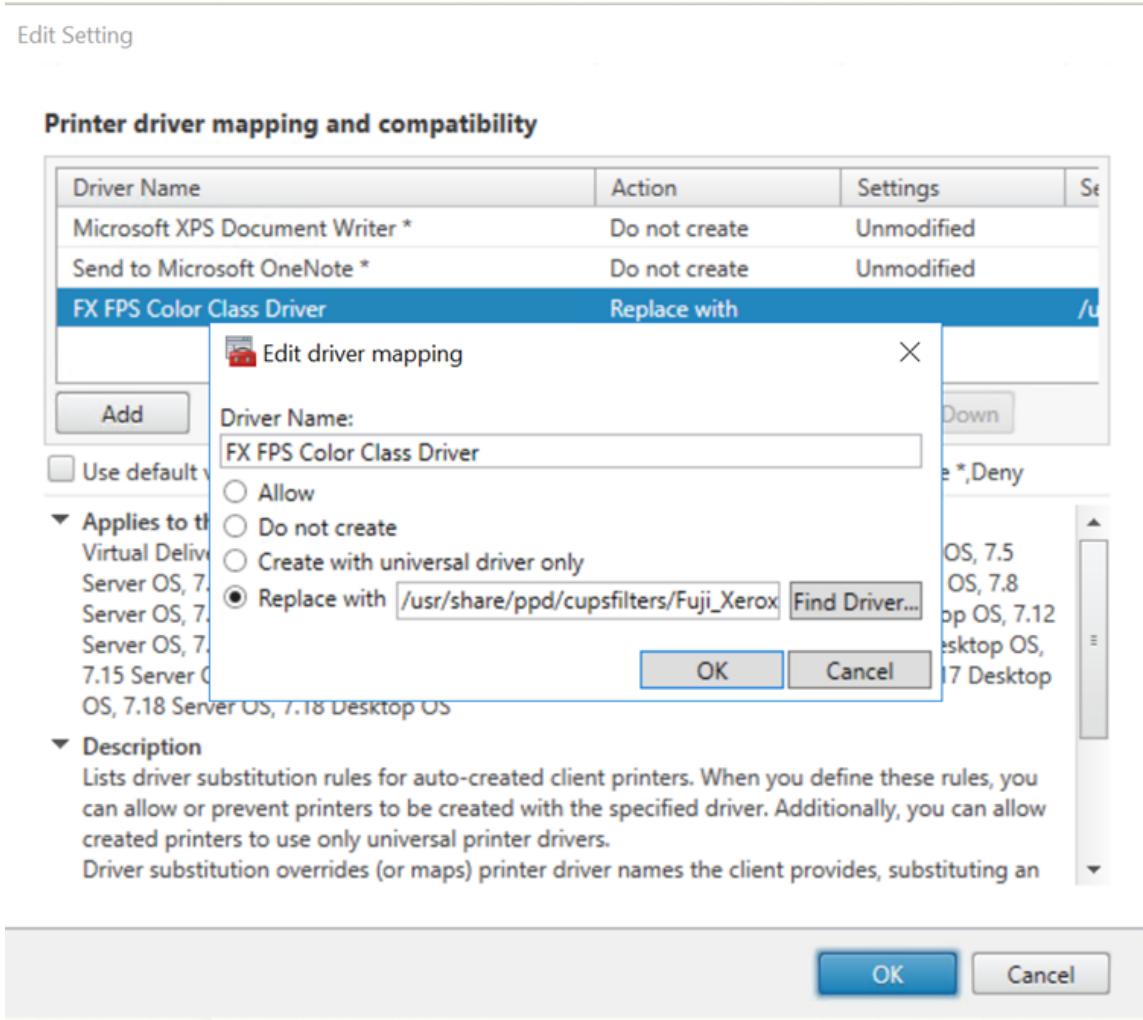 Edit Setting
Printer driver mapping and compatibility
Driver Name Action Settings
Microsoft XPS Document Writer * Do not create Unmodified
Send to Microsoft OneNote * Do not create Unmodified
FX FPS Color Class Driver Replace with /u
Edit driver mapping
Add Down
Driver Name:
FX FPS Color Class Driver
Use default *,Deny
Allow
Applies to
Do not create
Virtual OS, 7.5
Create with universal driver only
Server OS, 7. OS, 7.8
Replace with /usr/share/ppd/cupsfilters/Fuji_Xerox Find Driver...
Server OS, 7. OS, 7.12
Server OS, 7. OS,
OK Cancel
7.15 Server 17 Desktop
OS, 7.18 Server OS, 7.18 Desktop OS
Description
Lists driver substitution rules for auto-created client printers. When you define these rules, you
can allow or prevent printers to be created with the specified driver. Additionally, you can allow
created printers to use only universal printer drivers.
Driver substitution overrides (or maps) printer driver names the client provides, substituting an
OK Cancel